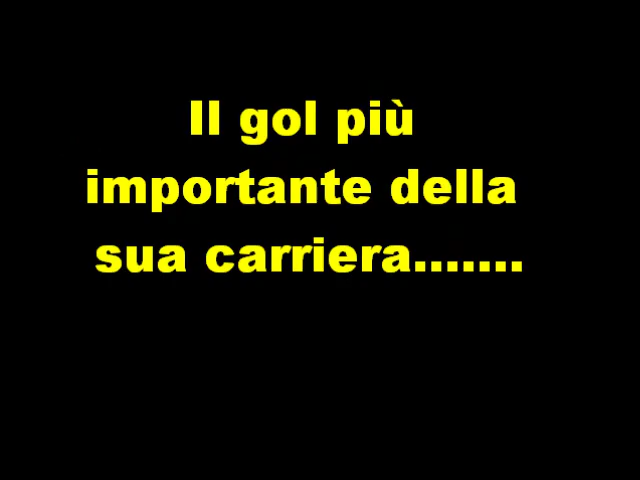 Il gol più
importante della
sua carriera.......